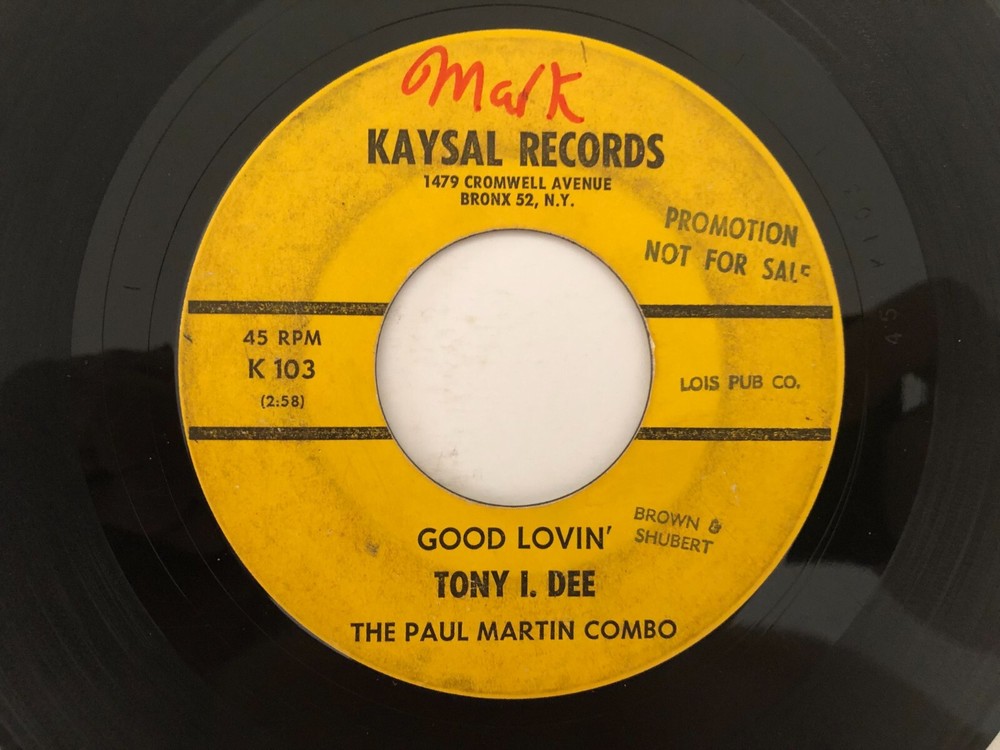 Mark
KAYSAL RECORDS
1479 CROMWELL AVENUE
BRONX 52, N.Y.
PROMOTION
NOT FOR SALE
45 RPM
K 103
(2:58)
LOIS PUB CO.
GOOD LOVIN'
BROWN &
SHUBERT
TONY I. DEE
THE PAUL MARTIN COMBO